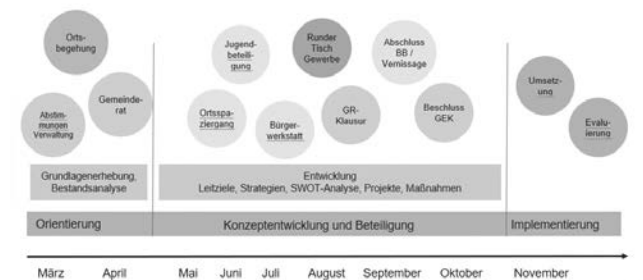 Orts-
begehung
Abstim-
mungen
Verwaltung
Gemeinde-
rat
Jugend-
beteili-
gung
Ortsspa-
ziergang
Bürger-
werkstatt
Runder
Tisch
Gewerbe
GR-
Klausur
Abschluss
BB /
Vernissage
Beschluss
GEK
Umsetz-
ung
Evalu-
ierung
Grundlagenerhebung,
Bestandsanalyse
Entwicklung
Leitziele, Strategien, SWOT-Analyse, Projekte, Maßnahmen
Orientierung
Konzeptentwicklung und Beteiligung
Implementierung
März April Mai Juni Juli August September Oktober November